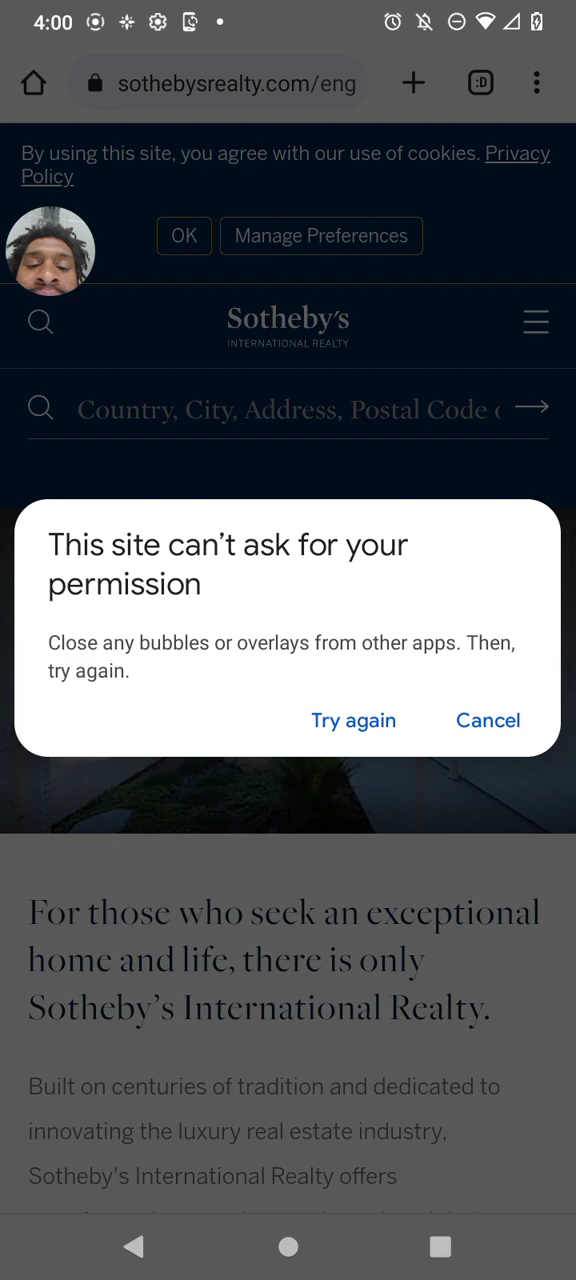 4:00
sothebysrealty.com/eng
:D
By using this site, you agree with our use of cookies. Privacy
Policy
OK
Manage Preferences
Sotheby's
INTERNATIONAL REALTY
Country, City, Address, Postal Code
This site can't ask for your
permission
Close any bubbles or overlays from other apps. Then,
try again.
Try again
Cancel
For those who seek an exceptional
home and life, there is only
Sotheby's International Realty.
Built on centuries of tradition and dedicated to
innovating the luxury real estate industry,
Sotheby's International Realty offers